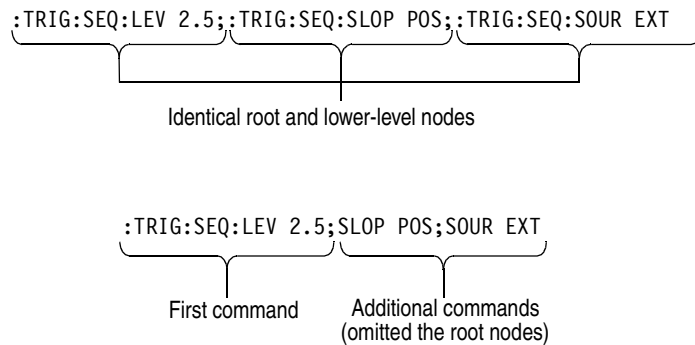 :TRIG:SEQ:LEV 2.5;:TRIG:SEQ:SLOP POS;:TRIG:SEQ:SOUR EXT
Identical root and lower-level nodes
:TRIG:SEQ:LEV 2.5;SLOP POS;SOUR EXT
First command
Additional commands
(omitted the root nodes)